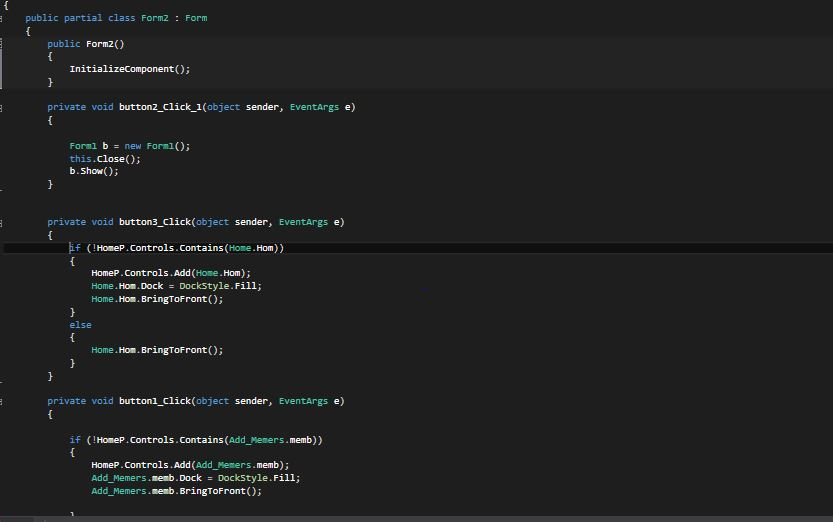 {
public partial class Form2 : Form
{
public Form2()
{
InitializeComponent();
}
private void button2_Click_1(object sender, EventArgs e)
{
Form1 b = new Form1();
this.Close();
b.Show();
}
private void button3_Click(object sender, EventArgs e)
{
if (!HomeP.Controls.Contains(Home.Hom))
{
HomeP.Controls.Add(Home.Hom);
Home.Hom.Dock = DockStyle.Fill;
Home.Hom.BringToFront();
}
else
{
Home.Hom.BringToFront();
}
}
private void button1_Click(object sender, EventArgs e)
{
if (!HomeP.Controls.Contains(Add_Memers.memb))
{
HomeP.Controls.Add(Add_Memers.memb);
Add_Memers.memb.Dock = DockStyle.Fill;
Add_Memers.memb.BringToFront();
}